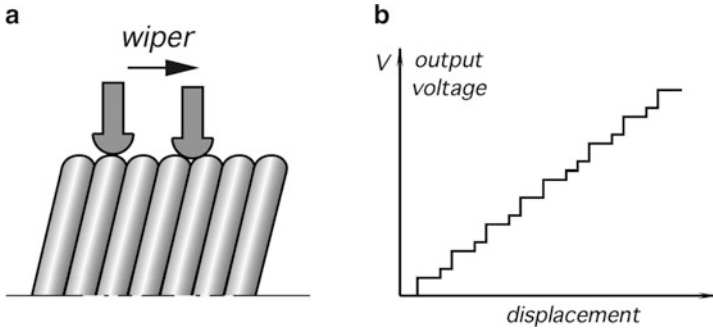 a
wiper
b
V
output
voltage
displacement